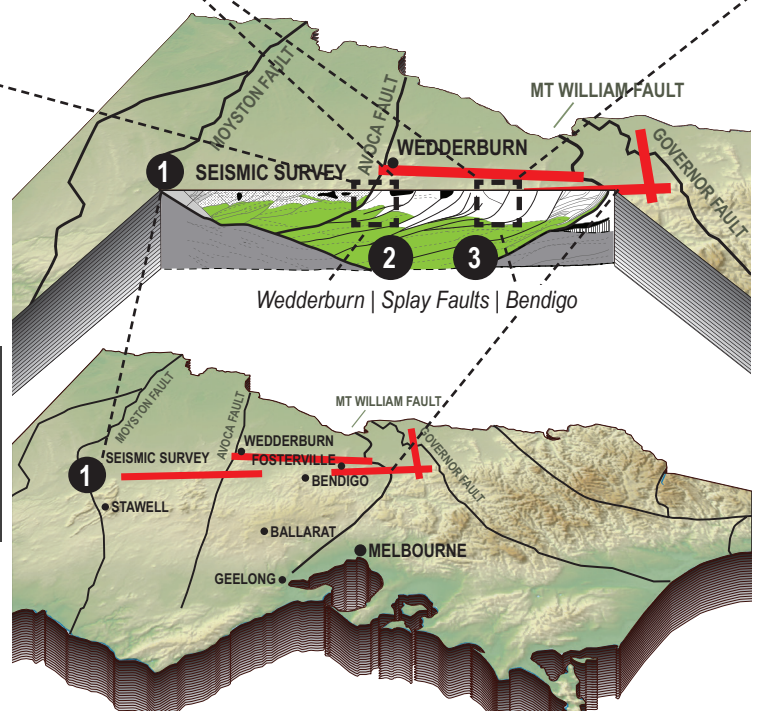 MOYSTON FAULT
AVOCA FAULT
MT WILLIAM FAULT
GOVERNOR FAULT
WEDDERBURN
1 SEISMIC SURVEY
2
3
Wedderburn | Splay Faults | Bendigo
MOYSTON FAULT
AVOCA FAULT
MT WILLIAM FAULT
GOVERNOR FAULT
WEDDERBURN
1 SEISMIC SURVEY
FOSTERVILLE
BENDIGO
STAWELL
BALLARAT
MELBOURNE
GEELONG